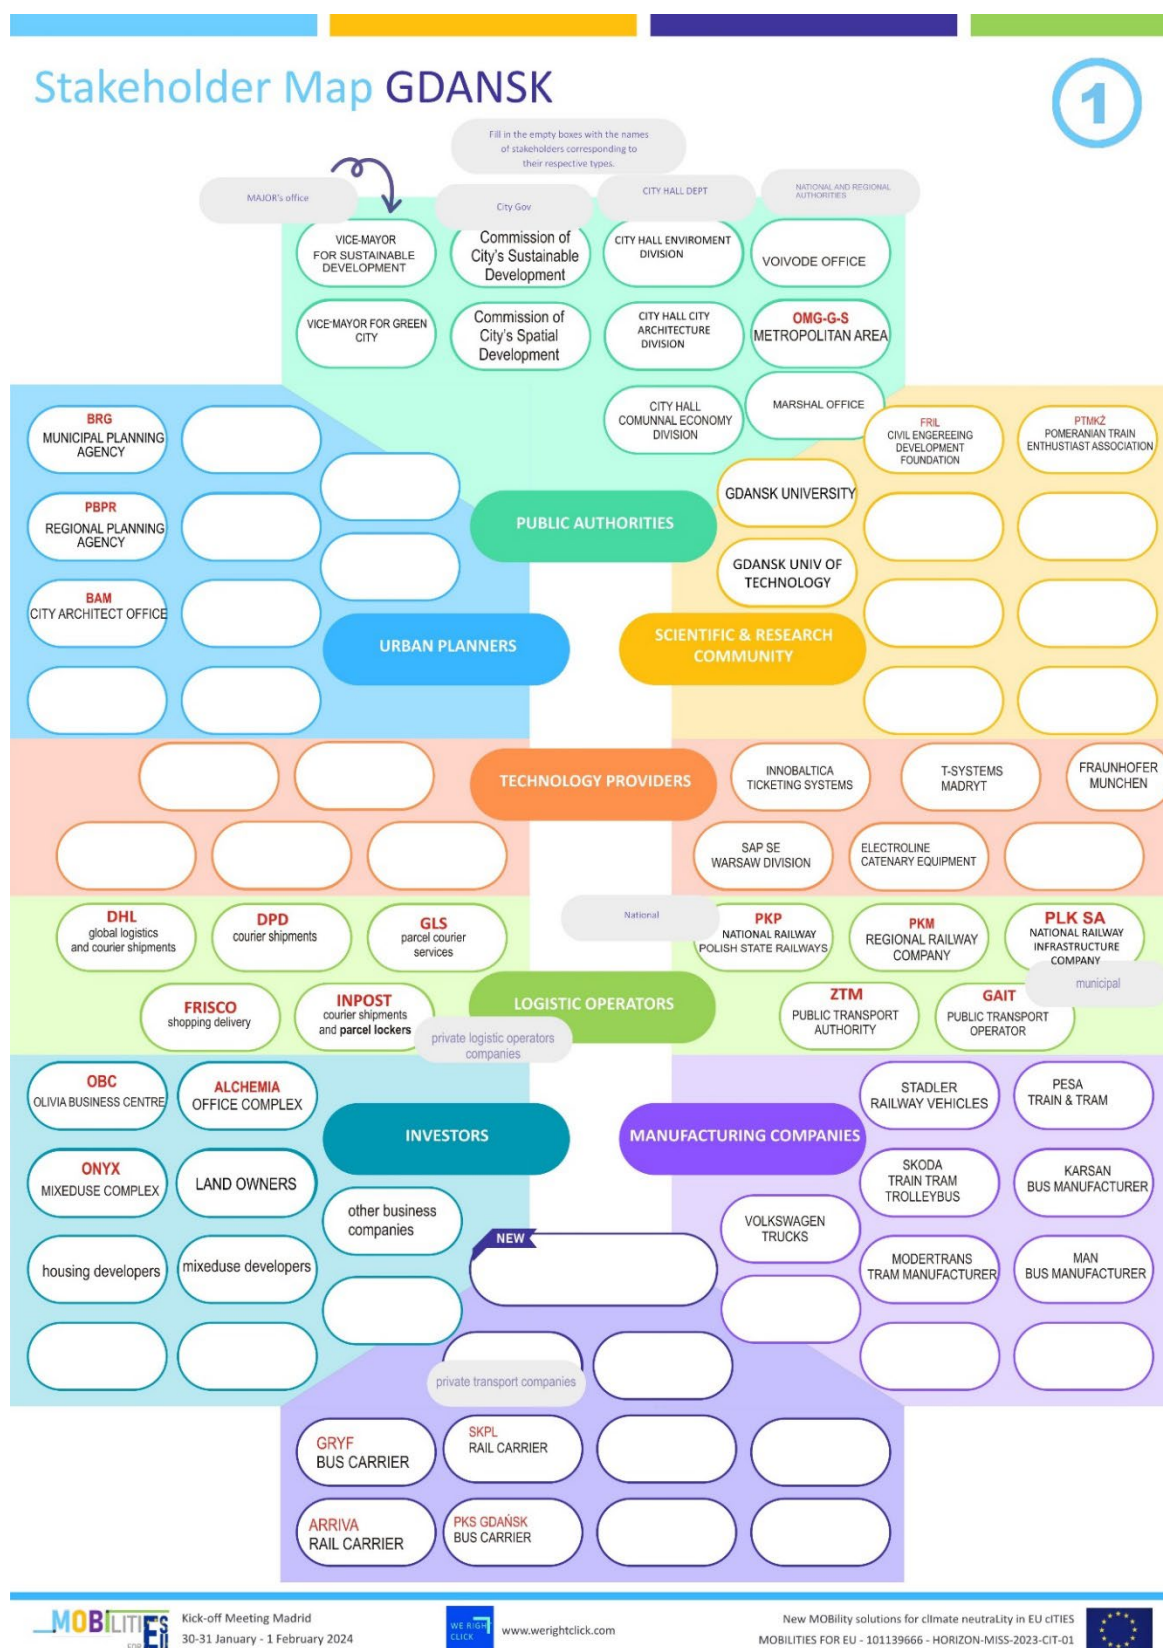 Stakeholder Map GDANSK
1
Fill in the empty boxes with the names
of stakeholders corresponding to
their respective types.
MAJOR's office
City Gov
CITY HALL DEPT
NATIONAL AND REGIONAL
AUTHORITIES
VICE-MAYOR
FOR SUSTAINABLE
DEVELOPMENT
Commission of
City's Sustainable
Development
CITY HALL ENVIROMENT
DIVISION
VOIVODE OFFICE
VICE-MAYOR FOR GREEN
CITY
Commission of
City's Spatial
Development
CITY HALL CITY
ARCHITECTURE
DIVISION
OMG-G-S
METROPOLITAN AREA
CITY HALL
COMUNNAL ECONOMY
DIVISION
MARSHAL OFFICE
BRG
MUNICIPAL PLANNING
AGENCY
FRIL
CIVIL ENGEREEING
DEVELOPMENT
FOUNDATION
PTMKŻ
POMERANIAN TRAIN
ENTHUSTIAST ASSOCIATION
PBPR
REGIONAL PLANNING
AGENCY
PUBLIC AUTHORITIES
GDANSK UNIVERSITY
GDANSK UNIV OF
TECHNOLOGY
BAM
CITY ARCHITECT OFFICE
URBAN PLANNERS
SCIENTIFIC & RESEARCH
COMMUNITY
TECHNOLOGY PROVIDERS
INNOBALTICA
TICKETING SYSTEMS
T-SYSTEMS
MADRYT
FRAUNHOFER
MUNCHEN
SAP SE
WARSAW DIVISION
ELECTROLINE
CATENARY EQUIPMENT
DHL
global logistics
and courier shipments
DPD
courier shipments
GLS
parcel courier
services
National
PKP
NATIONAL RAILWAY
POLISH STATE RAILWAYS
PKM
REGIONAL RAILWAY
COMPANY
PLK SA
NATIONAL RAILWAY
INFRASTRUCTURE
COMPANY
municipal
FRISCO
shopping delivery
INPOST
courier shipments
and parcel lockers
LOGISTIC OPERATORS
private logistic operators
companies
ZTM
PUBLIC TRANSPORT
AUTHORITY
GAIT
PUBLIC TRANSPORT
OPERATOR
OBC
OLIVIA BUSINESS CENTRE
ALCHEMIA
OFFICE COMPLEX
INVESTORS
MANUFACTURING COMPANIES
STADLER
RAILWAY VEHICLES
PESA
TRAIN & TRAM
ONYX
MIXEDUSE COMPLEX
LAND OWNERS
other business
companies
SKODA
TRAIN TRAM
TROLLEYBUS
KARSAN
BUS MANUFACTURER
VOLKSWAGEN
TRUCKS
NEW
housing developers
mixeduse developers
MODERTRANS
TRAM MANUFACTURER
MAN
BUS MANUFACTURER
private transport companies
GRYF
BUS CARRIER
SKPL
RAIL CARRIER
ARRIVA
RAIL CARRIER
PKS GDAŃSK
BUS CARRIER
MOBILITIES
FOR EU
Kick-off Meeting Madrid
30-31 January - 1 February 2024
WE RIGH
CLICK
www.werightclick.com
New MOBility solutions for clImate neutraLity in EU cITIES
MOBILITIES FOR EU - 101139666 - HORIZON-MISS-2023-CIT-01